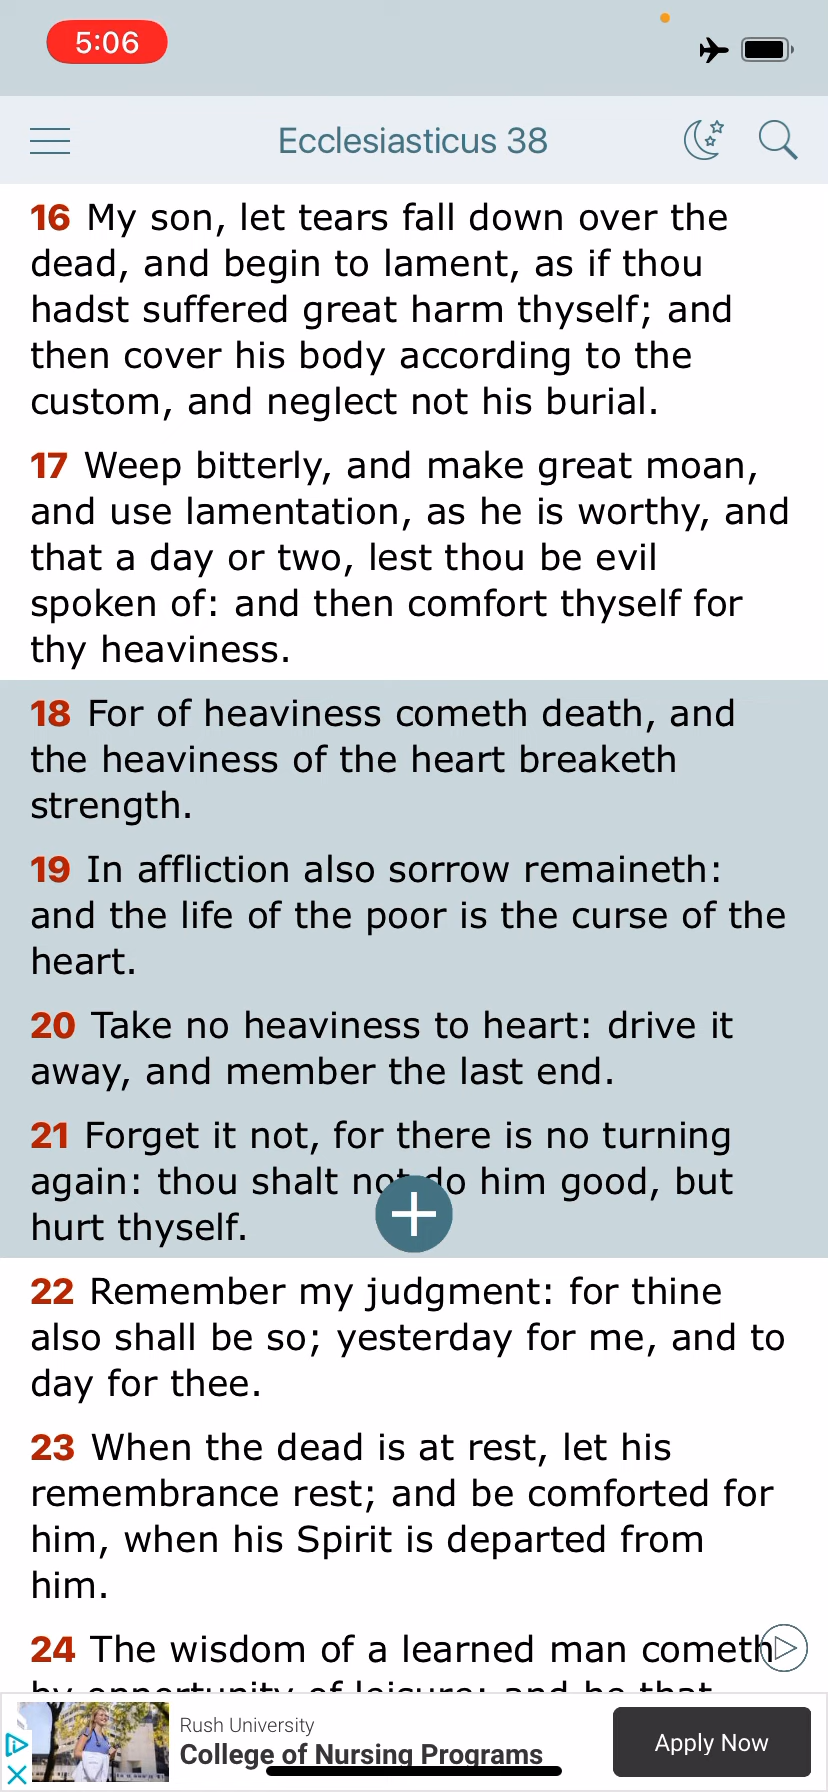 5:06
Ecclesiasticus 38
16 My son, let tears fall down over the
dead, and begin to lament, as if thou
hadst suffered great harm thyself; and
then cover his body according to the
custom, and neglect not his burial.
17 Weep bitterly, and make great moan,
and use lamentation, as he is worthy, and
that a day or two, lest thou be evil
spoken of: and then comfort thyself for
thy heaviness.
18 For of heaviness cometh death, and
the heaviness of the heart breaketh
strength.
19 In affliction also sorrow remaineth:
and the life of the poor is the curse of the
heart.
20 Take no heaviness to heart: drive it
away, and member the last end.
21 Forget it not, for there is no turning
again: thou shalt not do him good, but
hurt thyself.
22 Remember my judgment: for thine
also shall be so; yesterday for me, and to
day for thee.
23 When the dead is at rest, let his
remembrance rest; and be comforted for
him, when his Spirit is departed from
him.
24 The wisdom of a learned man cometh
by opportunity of leisure: and he that
Rush University
College of Nursing Programs
Apply Now